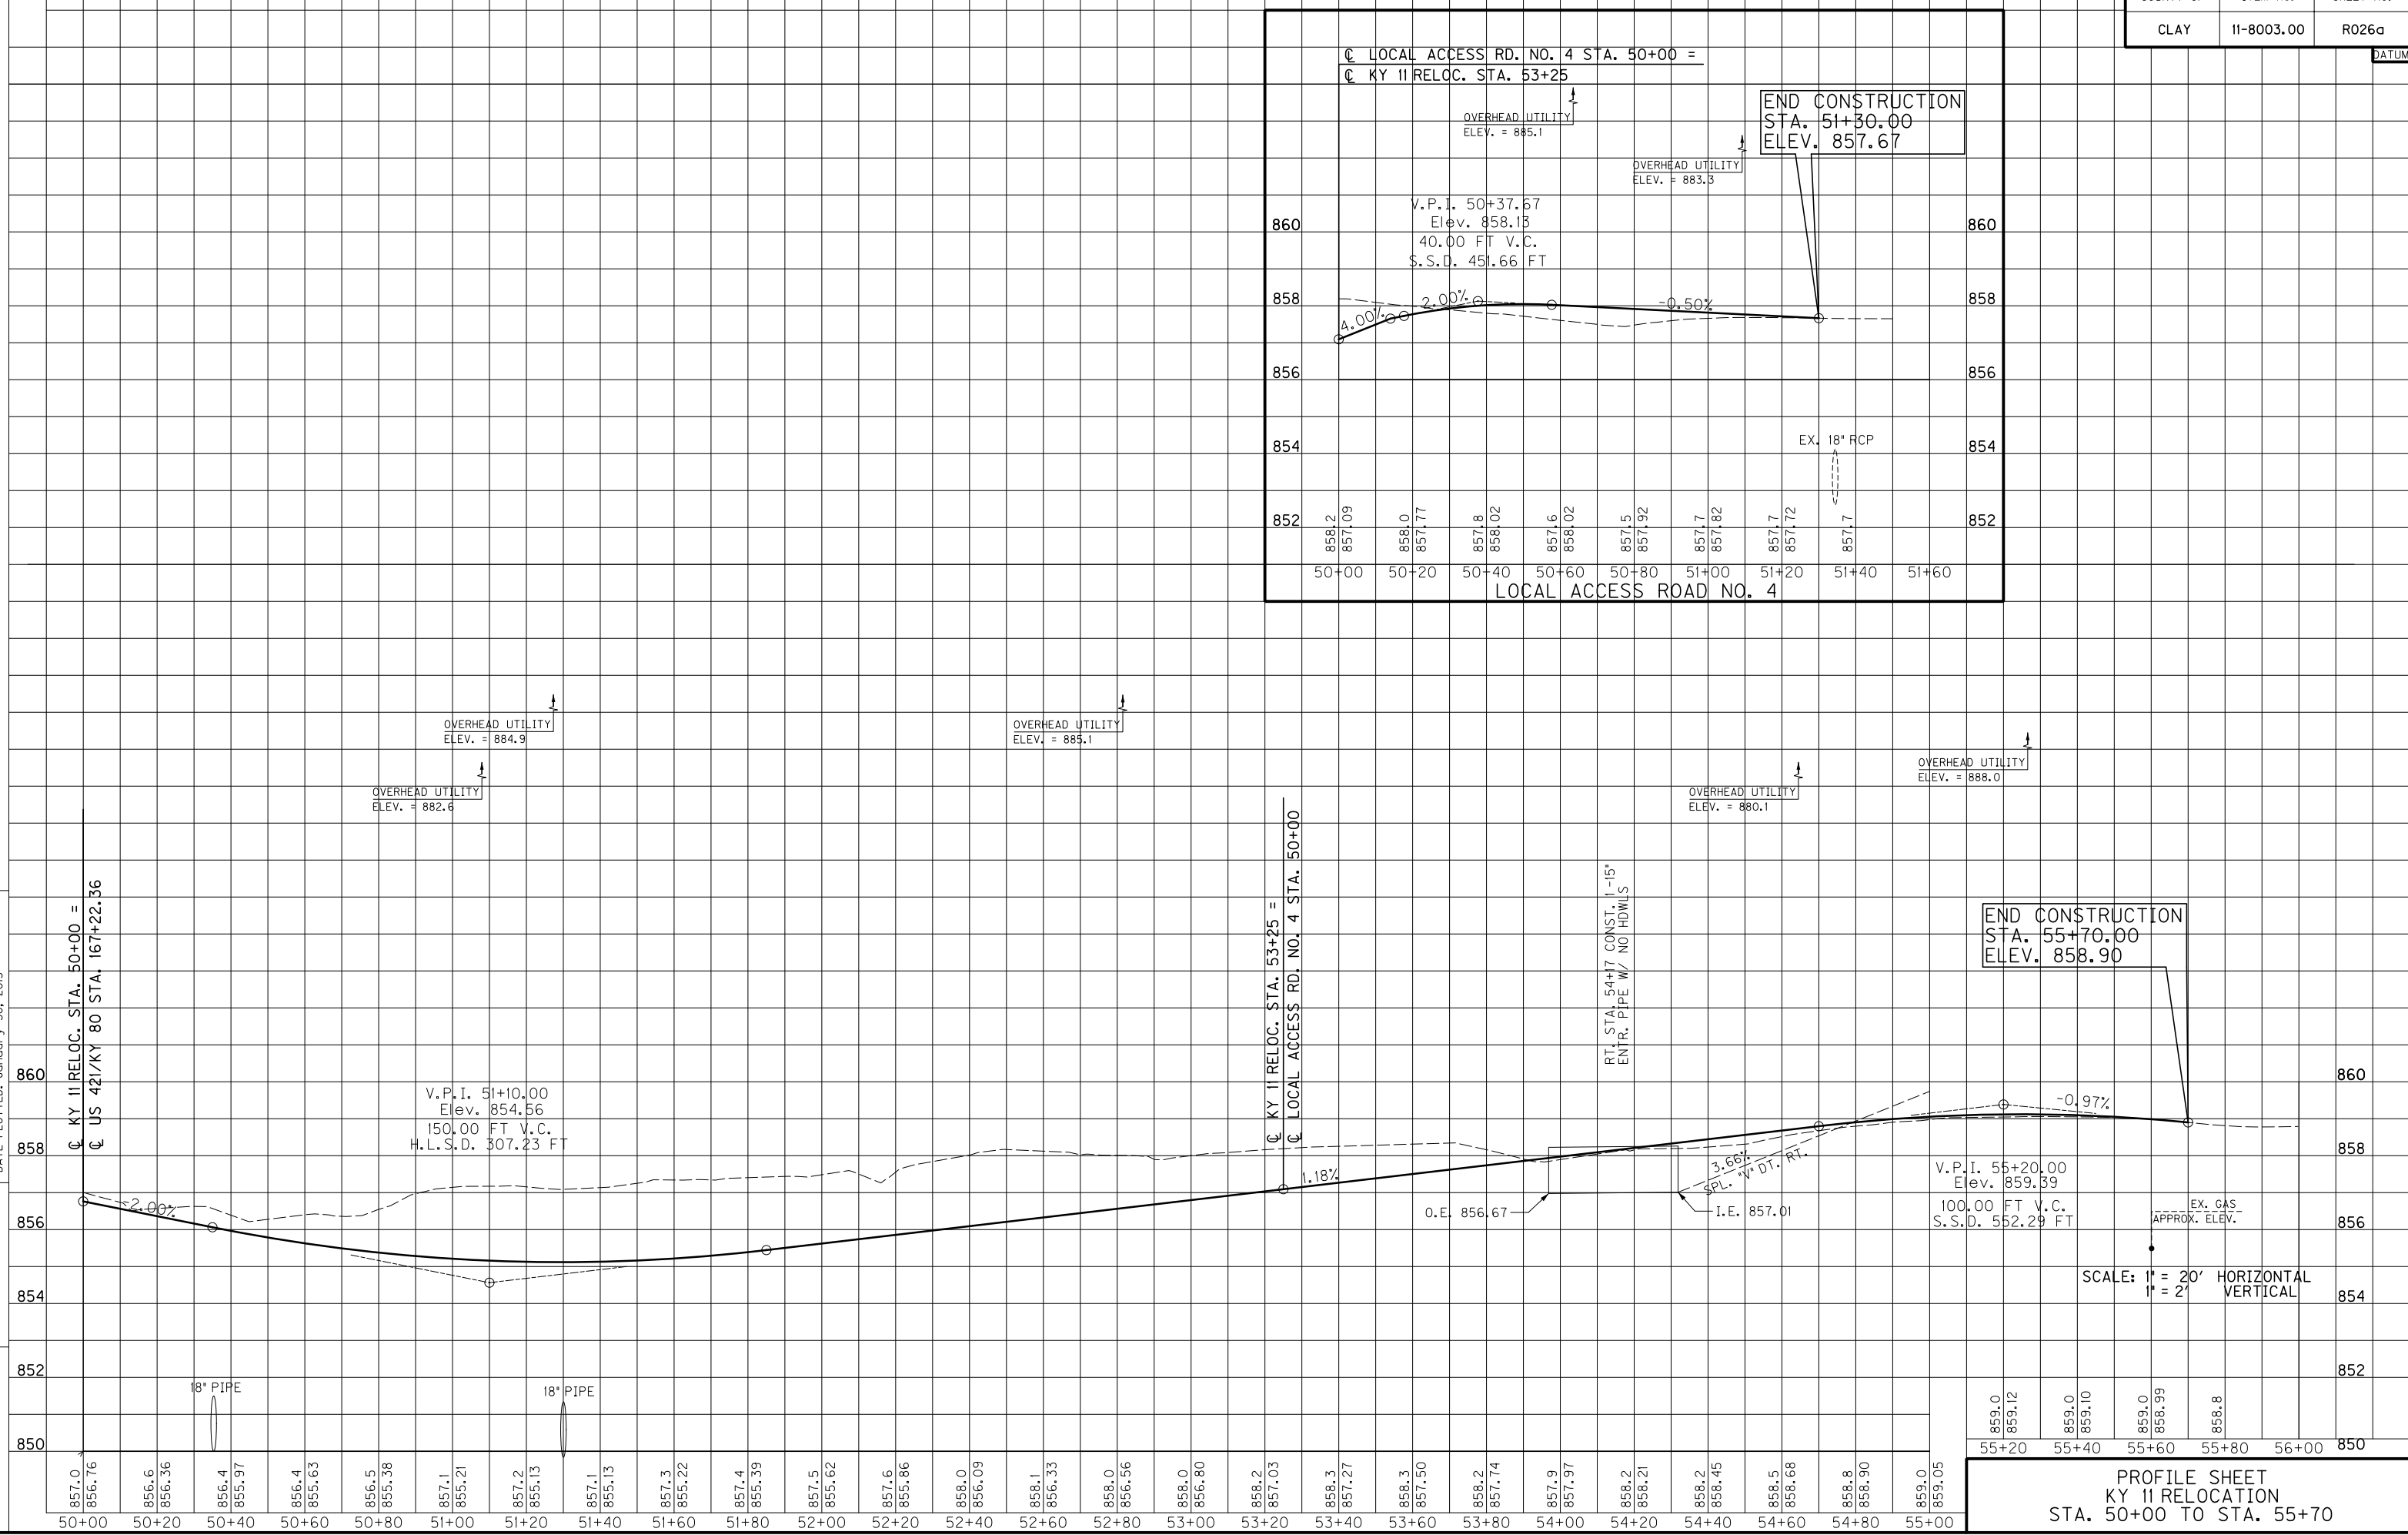 CLAY 11-8003.00 R026a
DATUM
℄ LOCAL ACCESS RD. NO. 4 STA. 50+00 =
℄ KY 11 RELOC. STA. 53+25
OVERHEAD UTILITY
ELEV. = 885.1
END CONSTRUCTION
STA. 51+30.00
ELEV. 857.67
OVERHEAD UTILITY
ELEV. = 883.3
V.P.I. 50+37.67
Elev. 858.13
40.00 FT V.C.
S.S.D. 451.66 FT
860 860
858 858
4.00% 2.00% -0.50%
856 856
854 854
EX. 18" RCP
852 852
858.2 858.0 857.8 857.6 857.5 857.7 857.7 857.7
857.09 857.77 858.02 858.02 857.92 857.82 857.72
50+00 50+20 50+40 50+60 50+80 51+00 51+20 51+40 51+60
LOCAL ACCESS ROAD NO. 4
OVERHEAD UTILITY
ELEV. = 884.9
OVERHEAD UTILITY
ELEV. = 885.1
OVERHEAD UTILITY
ELEV. = 882.6
OVERHEAD UTILITY
ELEV. = 880.1
OVERHEAD UTILITY
ELEV. = 888.0
℄ KY 11 RELOC. STA. 50+00 =
℄ US 421/KY 80 STA. 167+22.36
℄ KY 11 RELOC. STA. 53+25 =
℄ LOCAL ACCESS RD. NO. 4 STA. 50+00
RT. STA. 54+17 CONST. 1-15"
ENTR. PIPE W/ NO HDWLS
END CONSTRUCTION
STA. 55+70.00
ELEV. 858.90
860 860
V.P.I. 51+10.00
Elev. 854.56
150.00 FT V.C.
H.L.S.D. 307.23 FT
-0.97%
858 858
-2.00%
1.18%
3.66%
SPL. "V" DT. RT.
O.E. 856.67
I.E. 857.01
V.P.I. 55+20.00
Elev. 859.39
100.00 FT V.C.
S.S.D. 552.29 FT
EX. GAS
APPROX. ELEV.
856 856
SCALE: 1" = 20' HORIZONTAL
1" = 2' VERTICAL
854 854
852 852
18" PIPE
18" PIPE
850 850
859.0 859.0 859.0 858.8
859.12 859.10 858.99
55+20 55+40 55+60 55+80 56+00
857.0 856.6 856.4 856.4 856.5 857.1 857.2 857.1 857.3 857.4 857.5 857.6 858.0 858.1 858.0 858.0 858.2 858.3 858.3 858.2 857.9 858.2 858.2 858.5 858.8 859.0
856.76 856.36 855.97 855.63 855.38 855.21 855.13 855.13 855.22 855.39 855.62 855.86 856.09 856.33 856.56 856.80 857.03 857.27 857.50 857.74 857.97 858.21 858.45 858.68 858.90 859.05
50+00 50+20 50+40 50+60 50+80 51+00 51+20 51+40 51+60 51+80 52+00 52+20 52+40 52+60 52+80 53+00 53+20 53+40 53+60 53+80 54+00 54+20 54+40 54+60 54+80 55+00
PROFILE SHEET
KY 11 RELOCATION
STA. 50+00 TO STA. 55+70